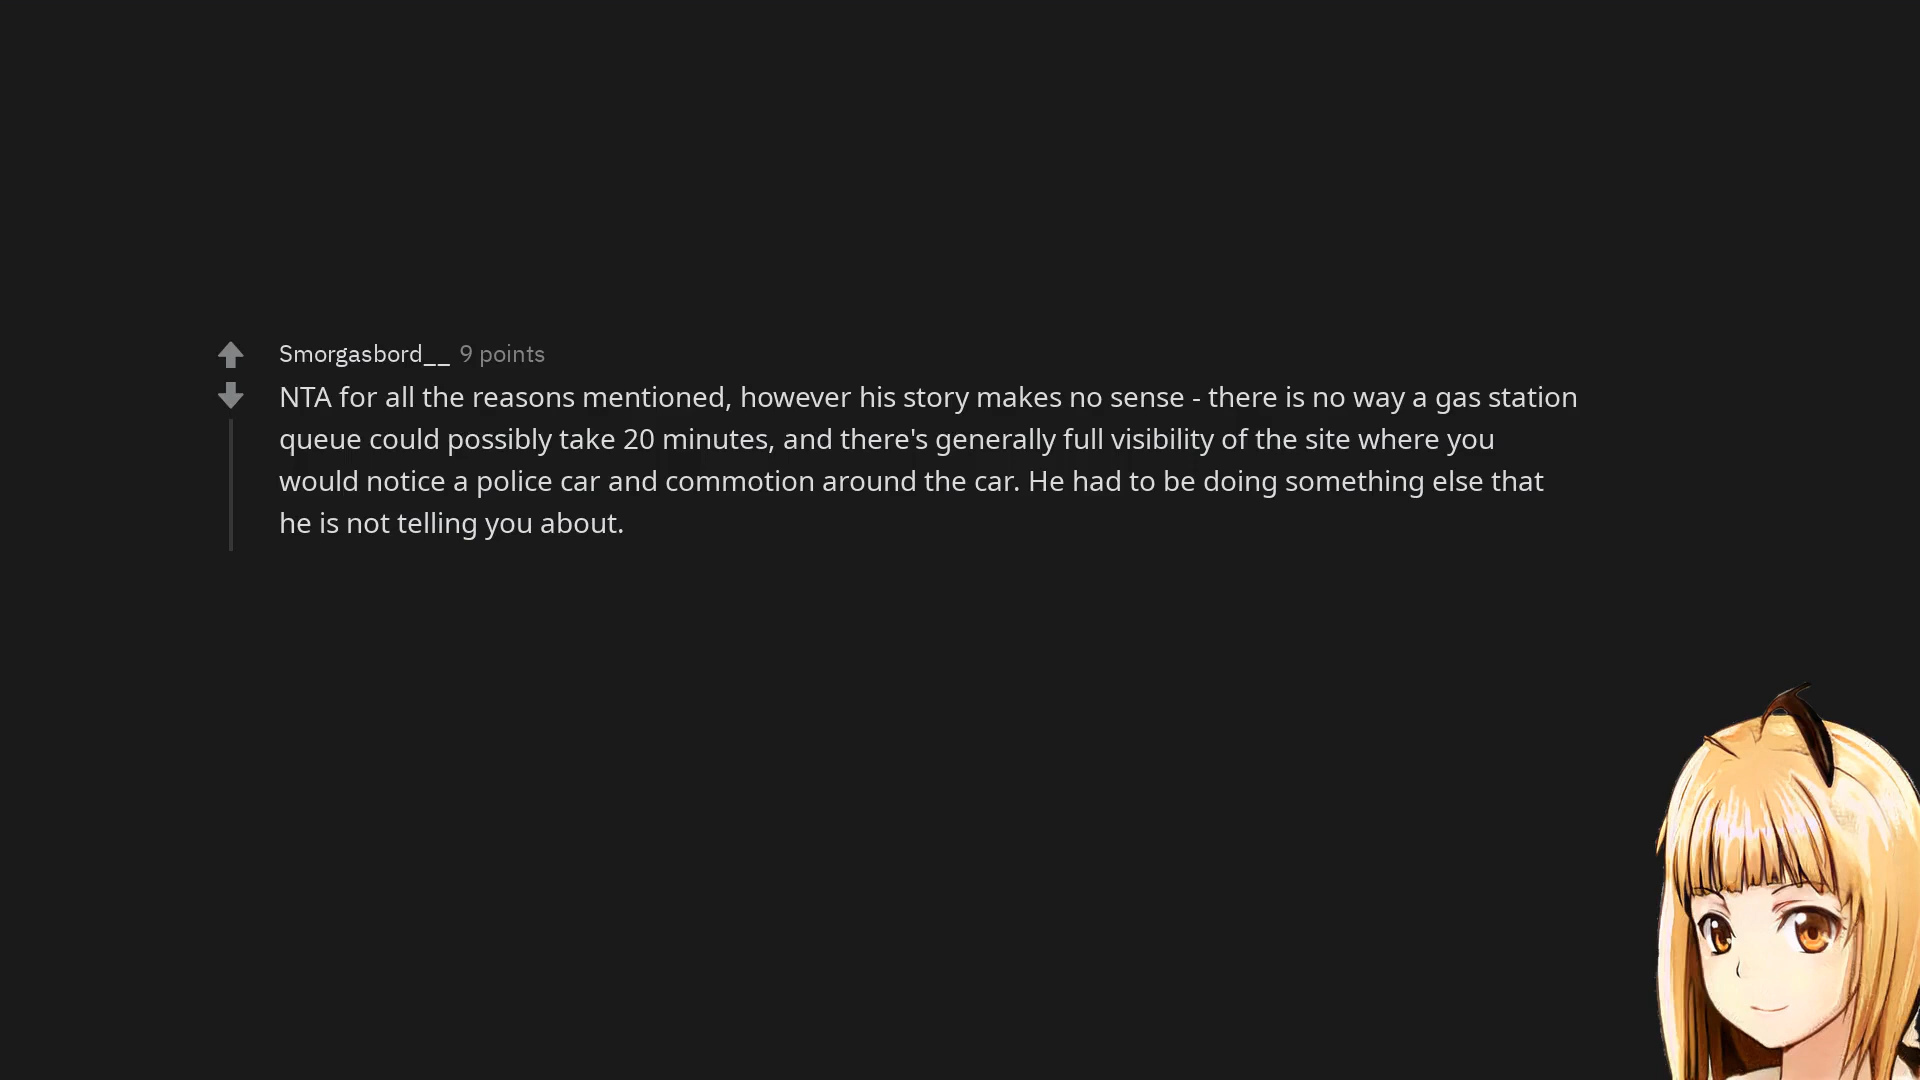 Smorgasbord__ 9 points
NTA for all the reasons mentioned, however his story makes no sense - there is no way a gas station
queue could possibly take 20 minutes, and there's generally full visibility of the site where you
would notice a police car and commotion around the car. He had to be doing something else that
he is not telling you about.